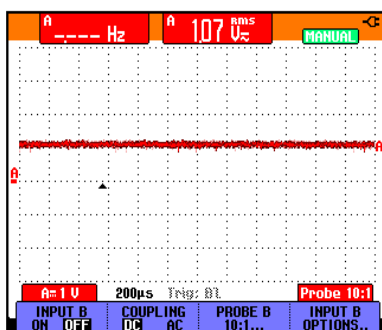 A -.--- Hz A 1.07 rms V≂ MANUAL
A
A
A≅ 1 V 200µs Trig: Bl Probe 10:1
INPUT B COUPLING PROBE B INPUT B
ON OFF DC AC 10:1... OPTIONS..